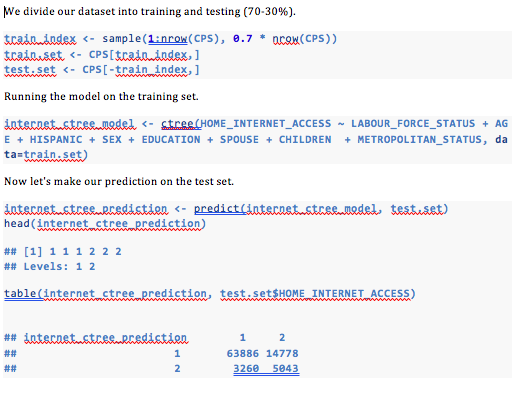 We divide our dataset into training and testing (70-30%).
train_index <- sample(1:nrow(CPS), 0.7 * nrow(CPS))
train.set <- CPS[train_index,]
test.set <- CPS[-train_index,]
Running the model on the training set.
internet_ctree_model <- ctree(HOME_INTERNET_ACCESS ~ LABOUR_FORCE_STATUS + AG
E + HISPANIC + SEX + EDUCATION + SPOUSE + CHILDREN + METROPOLITAN_STATUS, da
ta=train.set)
Now let's make our prediction on the test set.
internet_ctree_prediction <- predict(internet_ctree_model, test.set)
head(internet_ctree_prediction)
## [1] 1 1 1 2 2 2
## Levels: 1 2
table(internet_ctree_prediction, test.set$HOME_INTERNET_ACCESS)
## internet_ctree_prediction 1 2
## 1 63886 14778
## 2 3260 5043